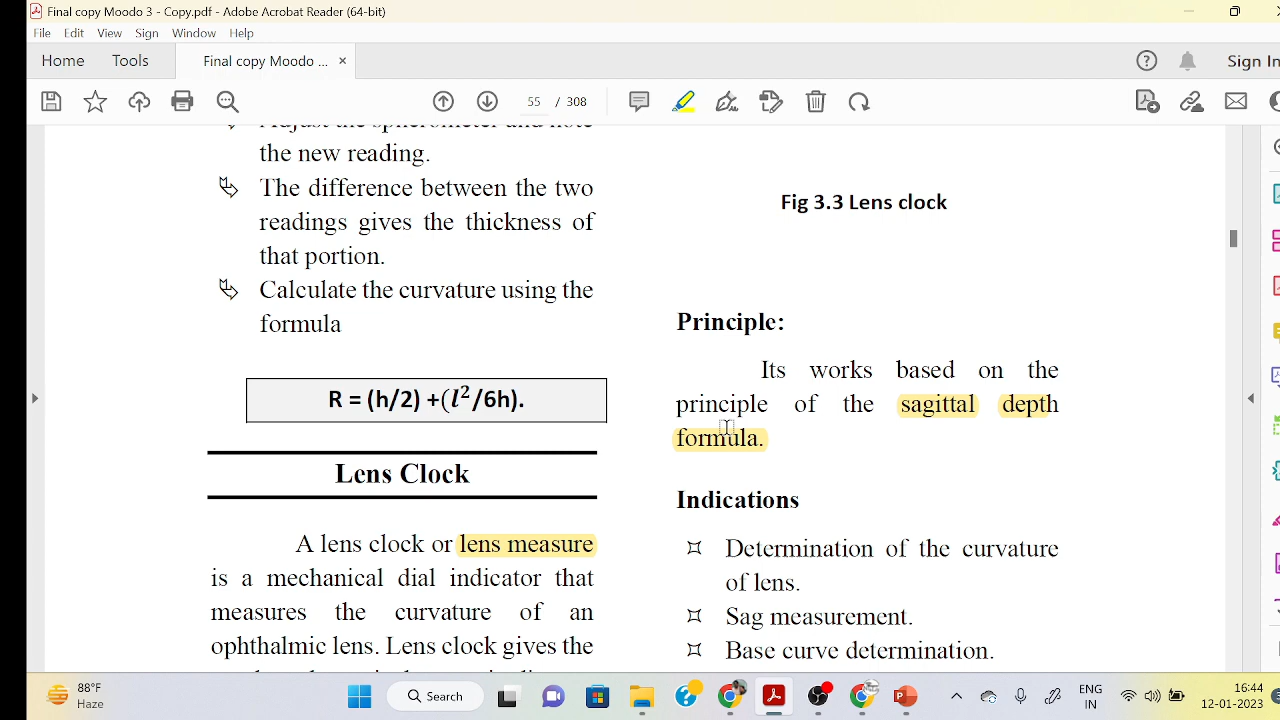 Final copy Moodo 3 - Copy.pdf - Adobe Acrobat Reader (64-bit)
File Edit View Sign Window Help
Home Tools Final copy Moodo ... × Sign In
55 / 308
Adjust the spherometer and note
the new reading.
The difference between the two
readings gives the thickness of
that portion.
Calculate the curvature using the
formula
R = (h/2) +(l²/6h).
Lens Clock
A lens clock or lens measure
is a mechanical dial indicator that
measures the curvature of an
ophthalmic lens. Lens clock gives the
Fig 3.3 Lens clock
Principle:
Its works based on the
principle of the sagittal depth
formula.
Indications
Determination of the curvature
of lens.
Sag measurement.
Base curve determination.
88°F
Haze
Search
ENG
IN
16:44
12-01-2023